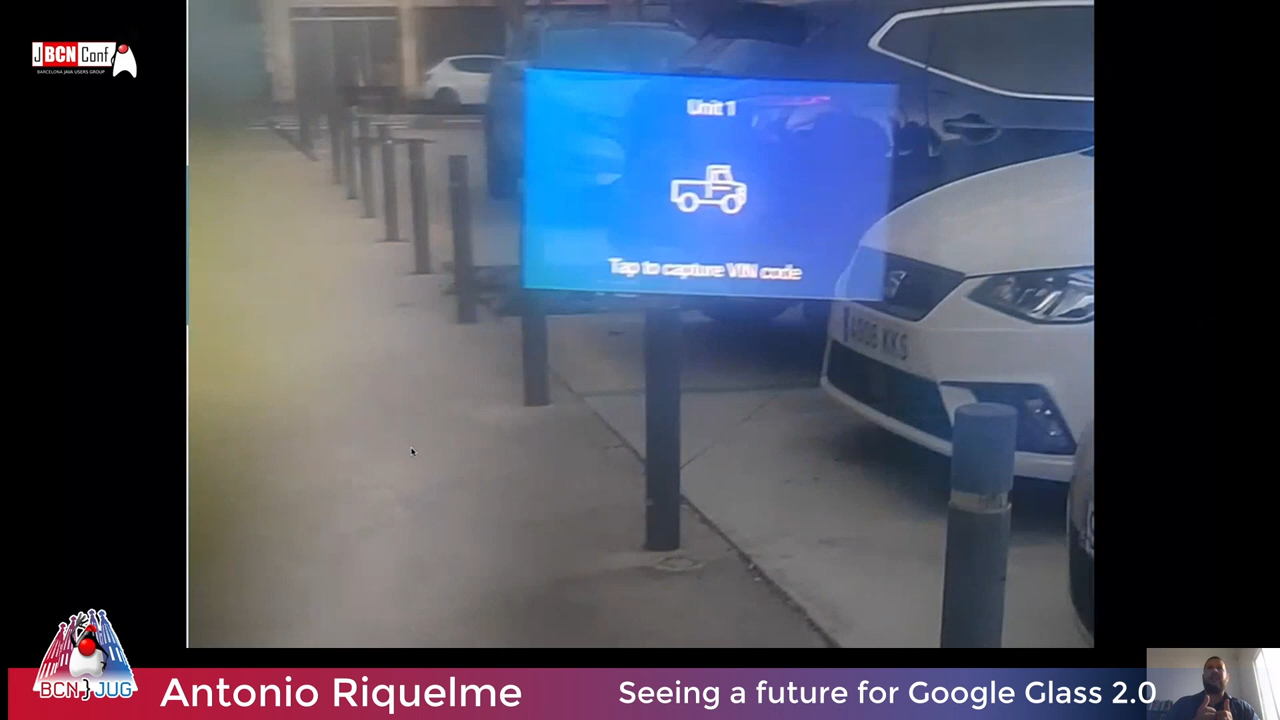 JBCNConf
BARCELONA JAVA USERS GROUP
Unit 1
Tap to capture VIN code
KKS
BCN JUG
Antonio Riquelme
Seeing a future for Google Glass 2.0